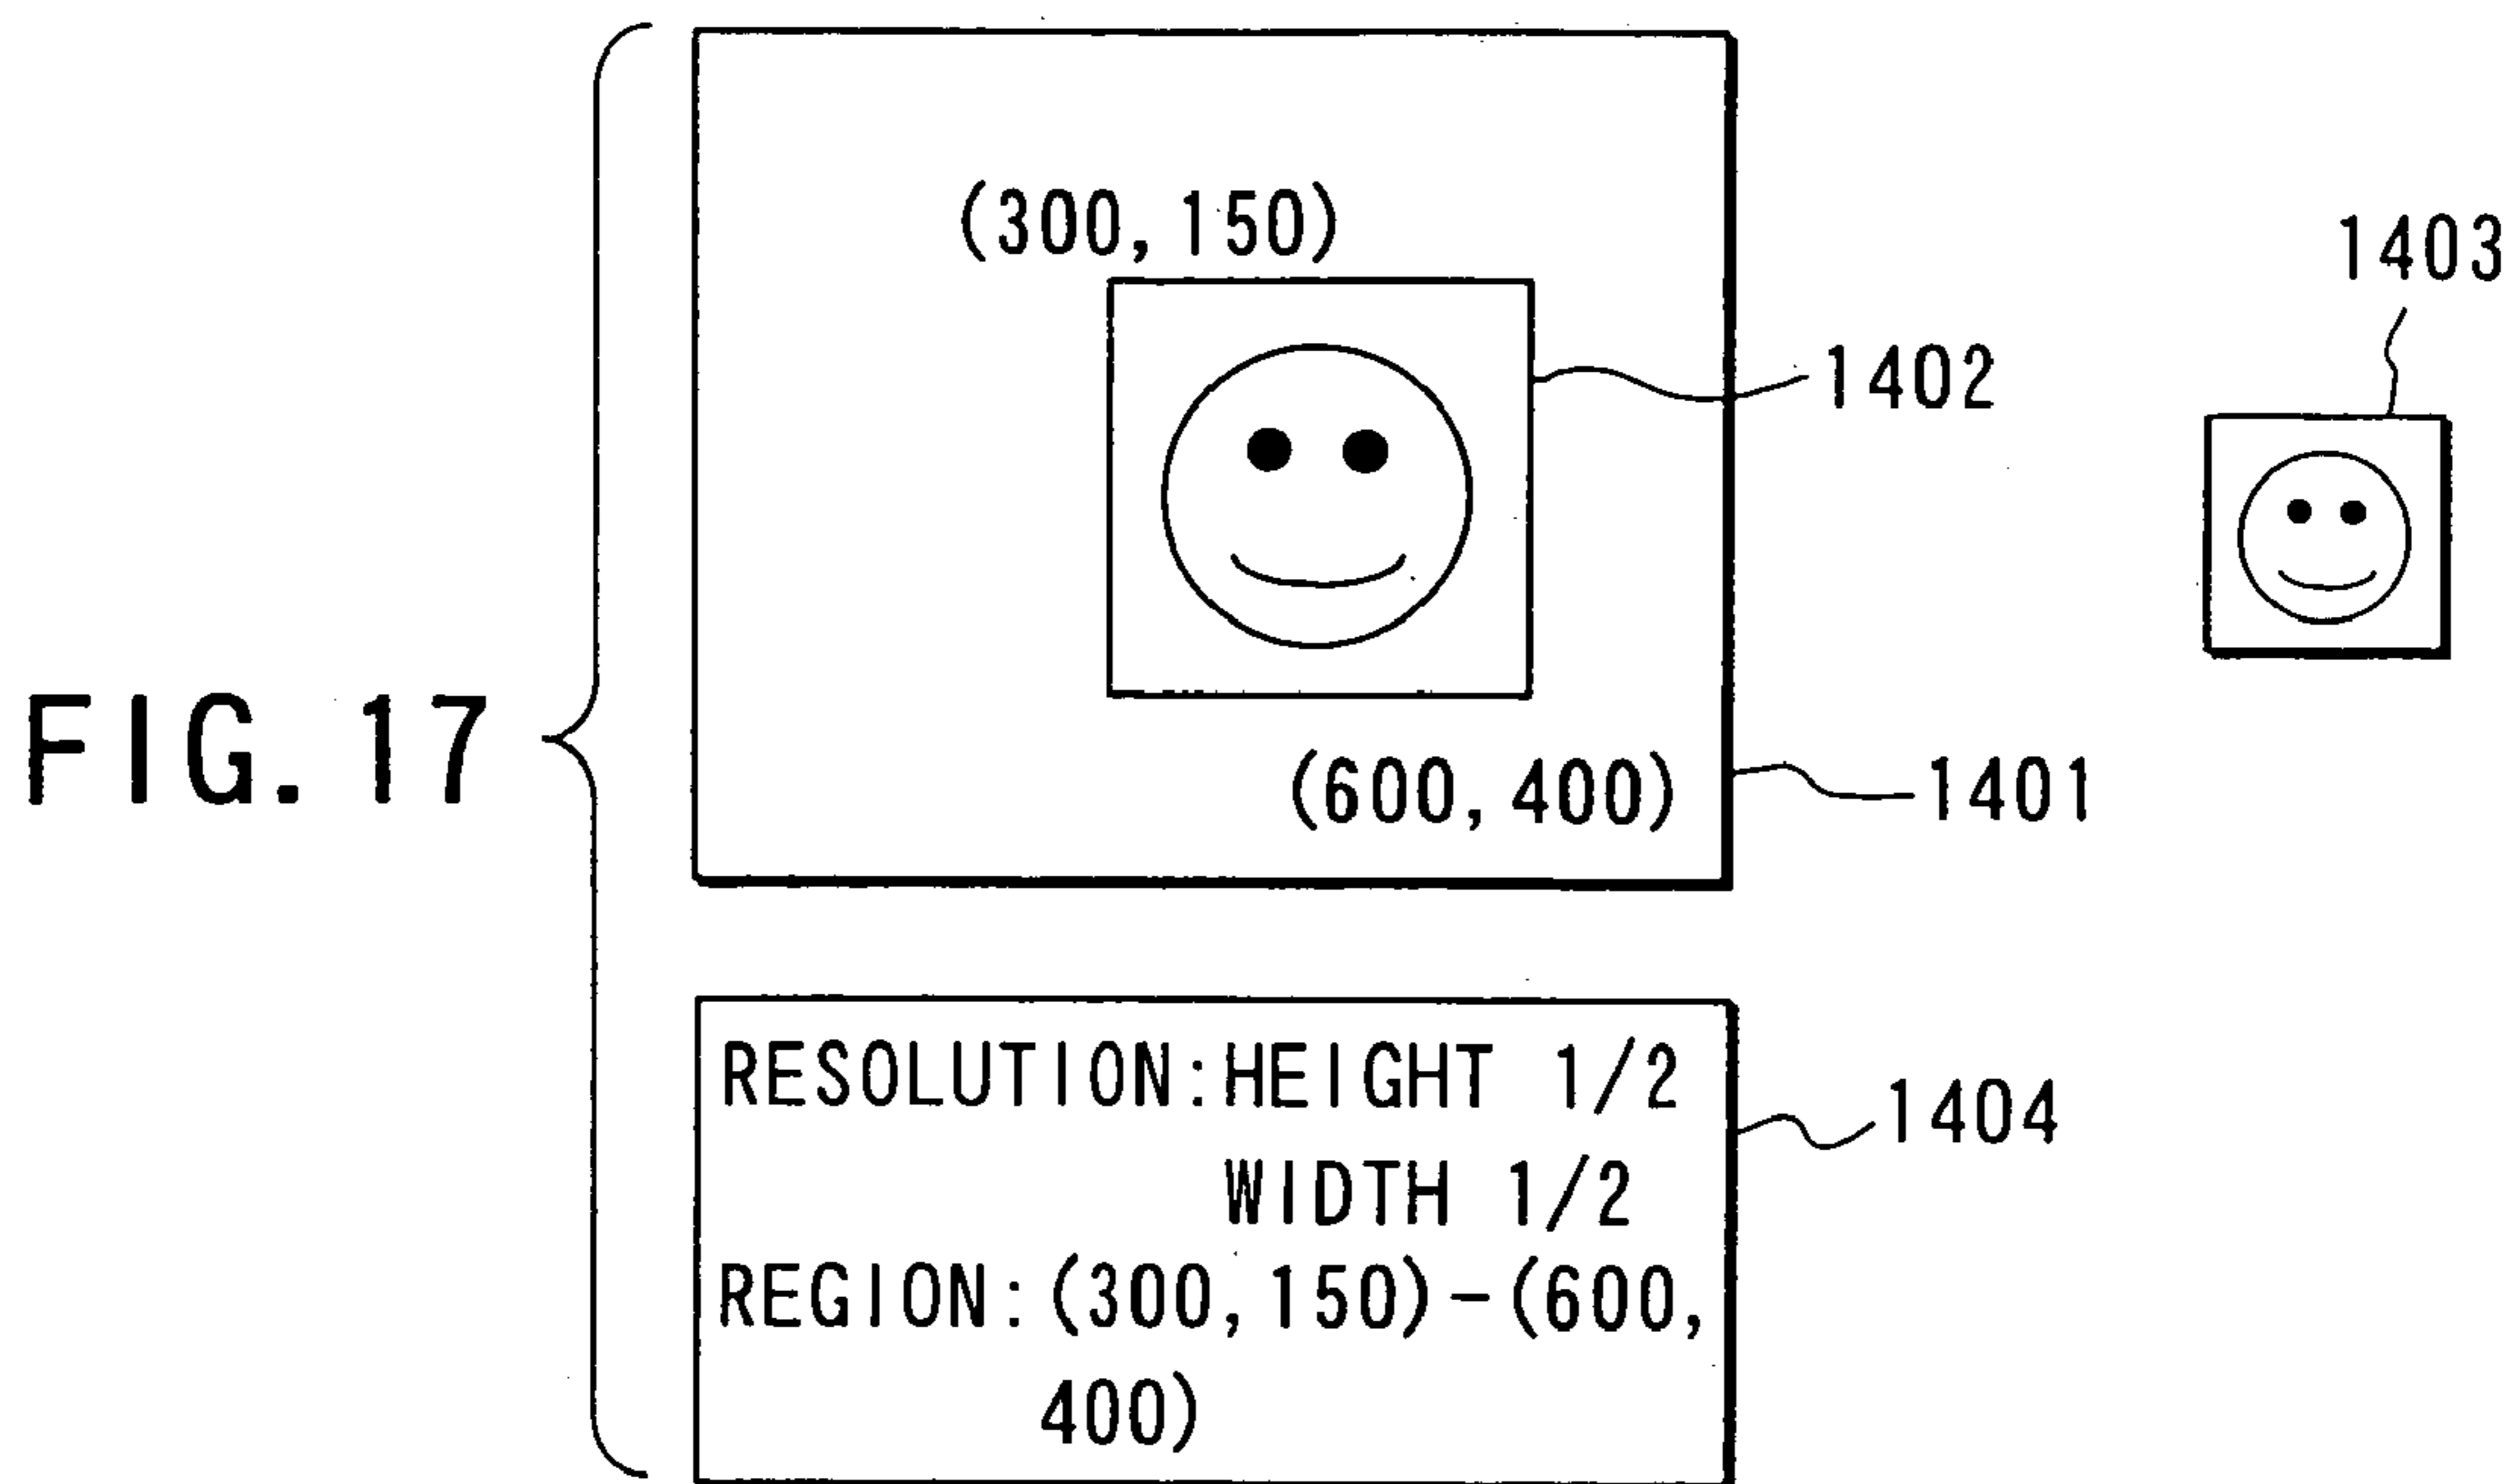 FIG. 17
(300, 150)
1403
1402
(600, 400)
1401
RESOLUTION:HEIGHT 1/2
WIDTH 1/2
1404
REGION:(300, 150)-(600,
400)